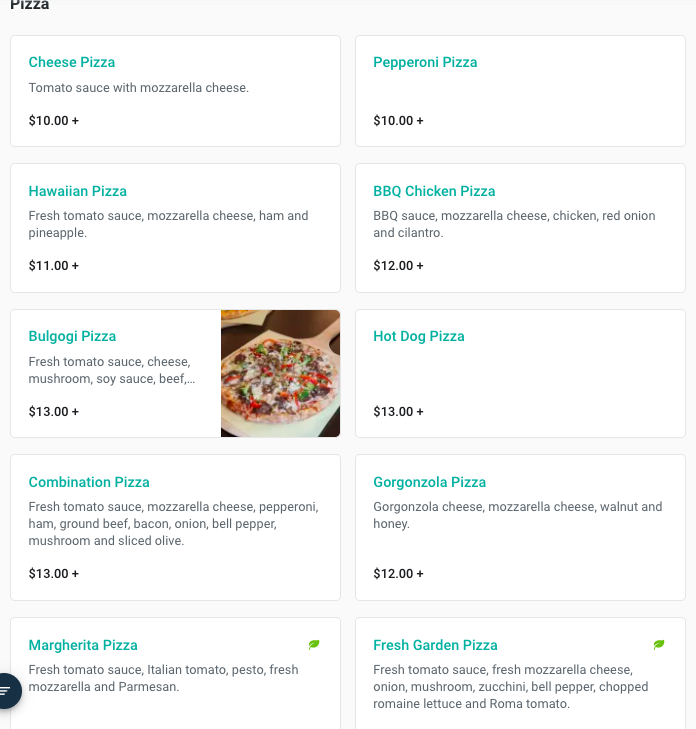 Pizza
Cheese Pizza
Tomato sauce with mozzarella cheese.
$10.00 +
Pepperoni Pizza
$10.00 +
Hawaiian Pizza
Fresh tomato sauce, mozzarella cheese, ham and
pineapple.
$11.00 +
BBQ Chicken Pizza
BBQ sauce, mozzarella cheese, chicken, red onion
and cilantro.
$12.00 +
Bulgogi Pizza
Fresh tomato sauce, cheese,
mushroom, soy sauce, beef,...
$13.00 +
Hot Dog Pizza
$13.00 +
Combination Pizza
Fresh tomato sauce, mozzarella cheese, pepperoni,
ham, ground beef, bacon, onion, bell pepper,
mushroom and sliced olive.
$13.00 +
Gorgonzola Pizza
Gorgonzola cheese, mozzarella cheese, walnut and
honey.
$12.00 +
Margherita Pizza
Fresh tomato sauce, Italian tomato, pesto, fresh
mozzarella and Parmesan.
Fresh Garden Pizza
Fresh tomato sauce, fresh mozzarella cheese,
onion, mushroom, zucchini, bell pepper, chopped
romaine lettuce and Roma tomato.